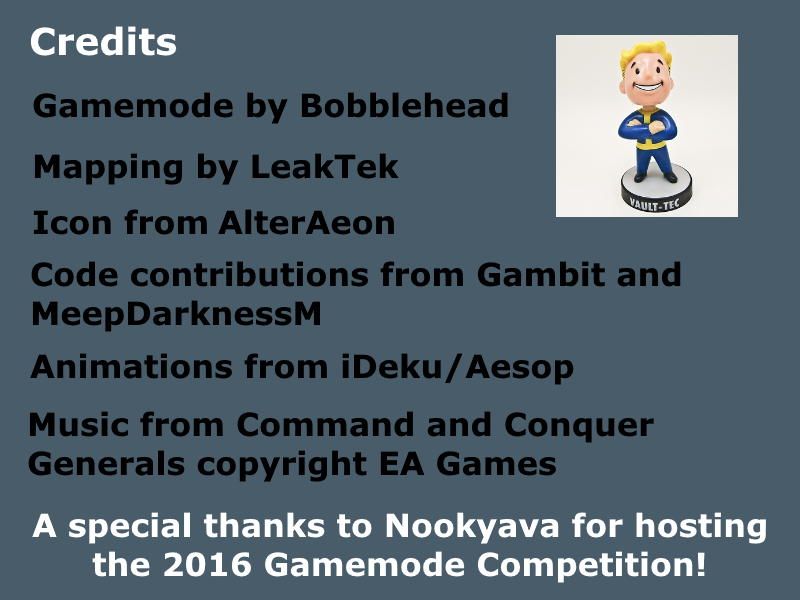 Credits
Gamemode by Bobblehead
Mapping by LeakTek
VAULT-TEC
Icon from AlterAeon
Code contributions from Gambit and
MeepDarknessM
Animations from iDeku/Aesop
Music from Command and Conquer
Generals copyright EA Games
A special thanks to Nookyava for hosting
the 2016 Gamemode Competition!